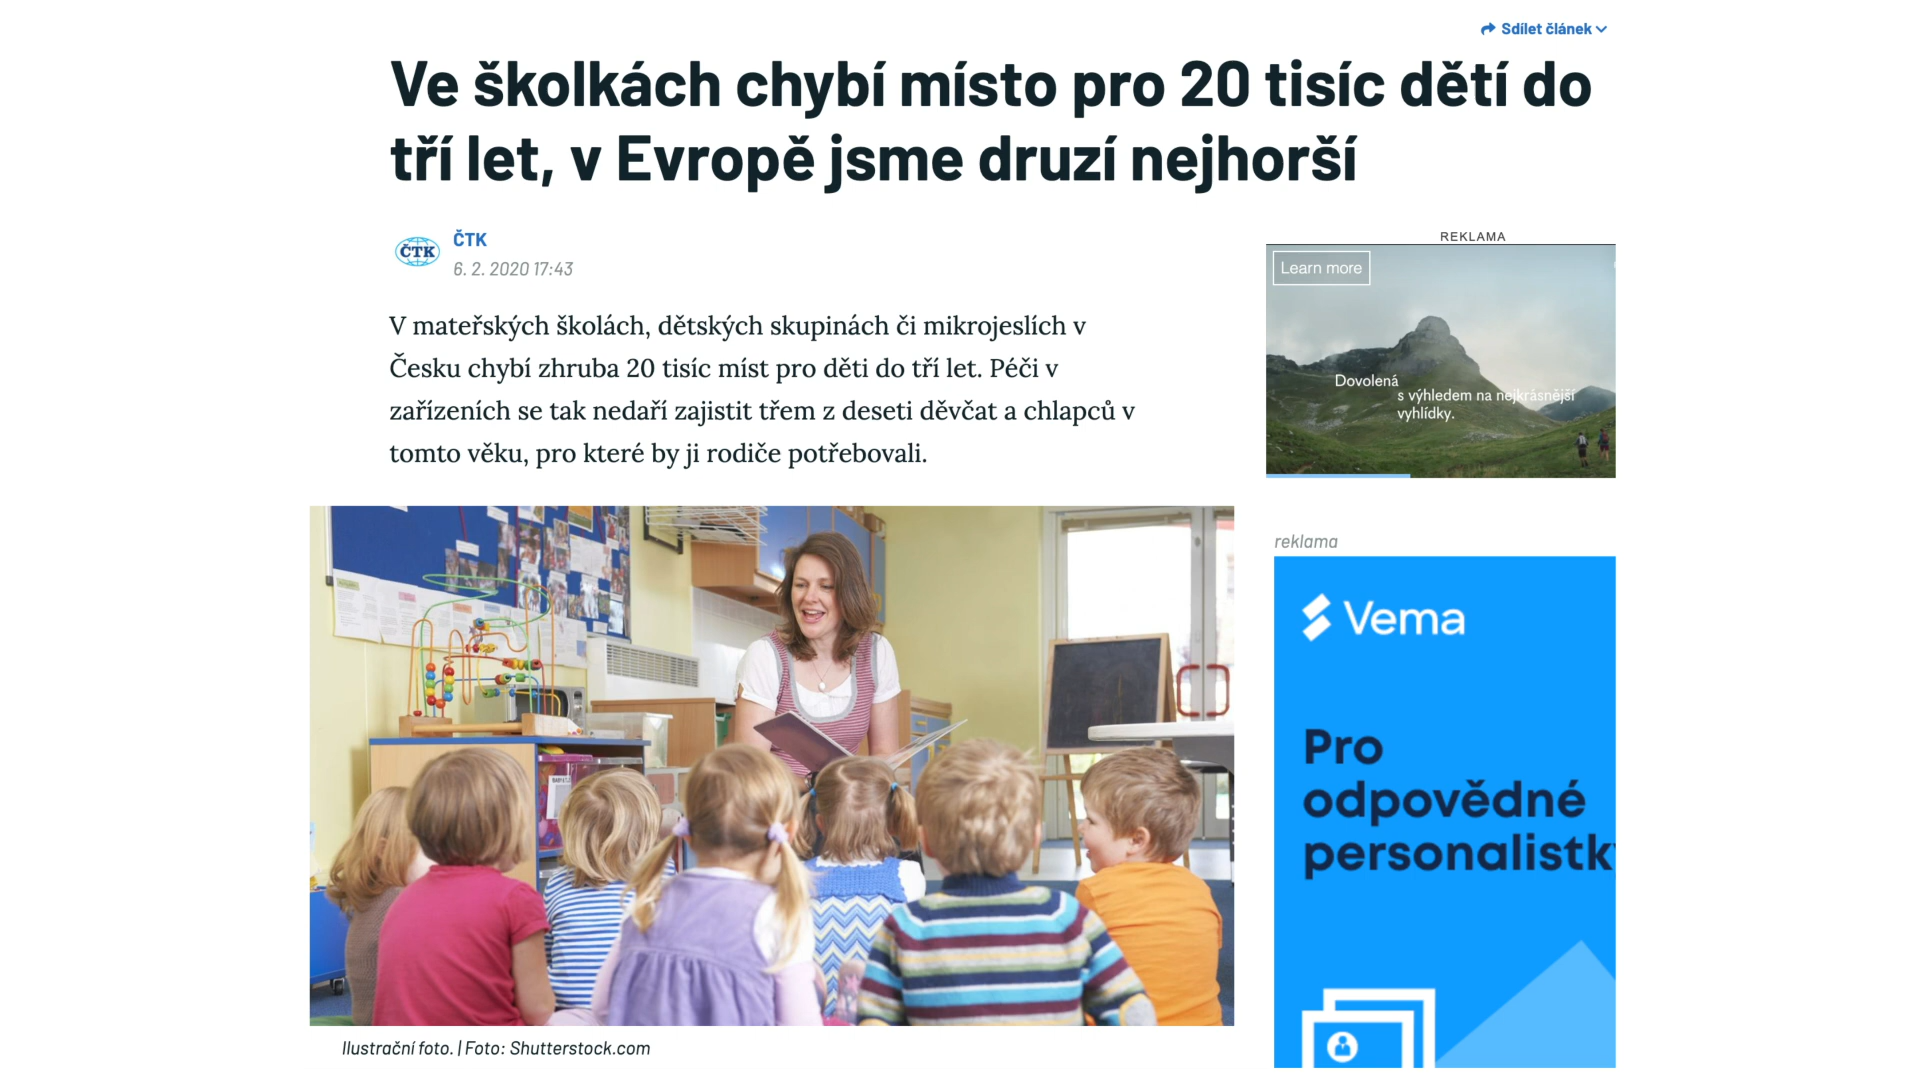 Sdílet článek
Ve školkách chybí místo pro 20 tisíc dětí do
tří let, v Evropě jsme druzí nejhorší
ČTK
ČTK
6. 2. 2020 17:43
V mateřských školách, dětských skupinách či mikrojeslích v
Česku chybí zhruba 20 tisíc míst pro děti do tří let. Péči v
zařízeních se tak nedaří zajistit třem z deseti děvčat a chlapců v
tomto věku, pro které by ji rodiče potřebovali.
Ilustrační foto. | Foto: Shutterstock.com
REKLAMA
Learn more
Dovolená
s výhledem na nejkrásnější
vyhlídky.
reklama
Vema
Pro
odpovědné
personalistky